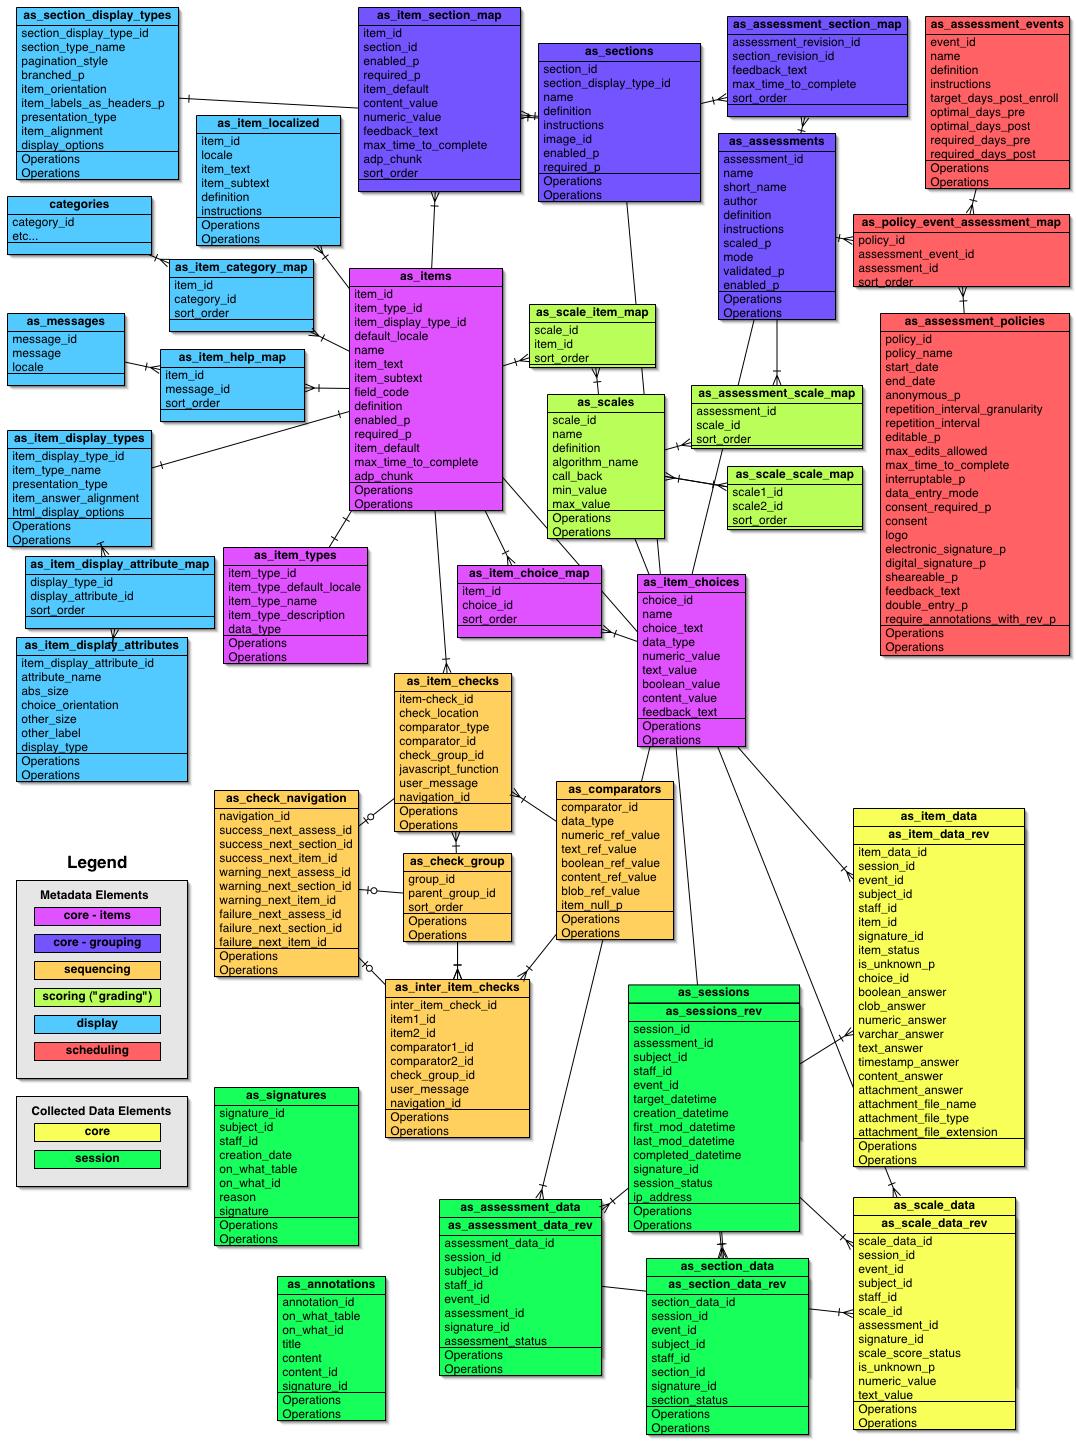 as_section_display_types
section_display_type_id
section_type_name
pagination_style
branched_p
item_orientation
item_labels_as_headers_p
presentation_type
item_alignment
display_options
Operations
Operations
as_item_section_map
item_id
section_id
enabled_p
required_p
item_default
content_value
numeric_value
feedback_text
max_time_to_complete
adp_chunk
sort_order
as_sections
section_id
section_display_type_id
name
definition
instructions
image_id
enabled_p
required_p
Operations
Operations
as_assessment_section_map
assessment_revision_id
section_revision_id
feedback_text
max_time_to_complete
sort_order
as_assessment_events
event_id
name
definition
instructions
target_days_post_enroll
optimal_days_pre
optimal_days_post
required_days_pre
required_days_post
Operations
Operations
as_item_localized
item_id
locale
item_text
item_subtext
definition
instructions
Operations
Operations
as_assessments
assessment_id
name
short_name
author
definition
instructions
scaled_p
mode
validated_p
enabled_p
Operations
Operations
categories
category_id
etc...
as_policy_event_assessment_map
policy_id
assessment_event_id
assessment_id
sort_order
as_item_category_map
item_id
category_id
sort_order
as_items
item_id
item_type_id
item_display_type_id
default_locale
name
item_text
item_subtext
field_code
definition
enabled_p
required_p
item_default
max_time_to_complete
adp_chunk
Operations
Operations
as_scale_item_map
scale_id
item_id
sort_order
as_messages
message_id
message
locale
as_assessment_policies
policy_id
policy_name
start_date
end_date
anonymous_p
repetition_interval_granularity
repetition_interval
editable_p
max_edits_allowed
max_time_to_complete
interruptable_p
data_entry_mode
consent_required_p
consent
logo
electronic_signature_p
digital_signature_p
sheareable_p
feedback_text
double_entry_p
require_annotations_with_rev_p
Operations
Operations
as_item_help_map
item_id
message_id
sort_order
as_scales
scale_id
name
definition
algorithm_name
call_back
min_value
max_value
Operations
Operations
as_assessment_scale_map
assessment_id
scale_id
sort_order
as_item_display_types
item_display_type_id
item_type_name
presentation_type
item_answer_alignment
html_display_options
Operations
Operations
as_scale_scale_map
scale1_id
scale2_id
sort_order
as_item_types
item_type_id
item_type_default_locale
item_type_name
item_type_description
data_type
Operations
Operations
as_item_display_attribute_map
display_type_id
display_attribute_id
sort_order
as_item_choice_map
item_id
choice_id
sort_order
as_item_choices
choice_id
name
choice_text
data_type
numeric_value
text_value
boolean_value
content_value
feedback_text
Operations
Operations
as_item_display_attributes
item_display_attribute_id
attribute_name
abs_size
choice_orientation
other_size
other_label
display_type
Operations
Operations
as_item_checks
item-check_id
check_location
comparator_type
comparator_id
check_group_id
javascript_function
user_message
navigation_id
Operations
Operations
as_comparators
comparator_id
data_type
numeric_ref_value
text_ref_value
boolean_ref_value
content_ref_value
blob_ref_value
item_null_p
Operations
Operations
as_check_navigation
navigation_id
success_next_assess_id
success_next_section_id
success_next_item_id
warning_next_assess_id
warning_next_section_id
warning_next_item_id
failure_next_assess_id
failure_next_section_id
failure_next_item_id
Operations
Operations
as_item_data
as_item_data_rev
item_data_id
session_id
event_id
subject_id
staff_id
item_id
signature_id
item_status
is_unknown_p
choice_id
boolean_answer
clob_answer
numeric_answer
varchar_answer
text_answer
timestamp_answer
content_answer
attachment_answer
attachment_file_name
attachment_file_type
attachment_file_extension
Operations
Operations
as_check_group
group_id
parent_group_id
sort_order
Operations
Operations
Legend
Metadata Elements
core - items
core - grouping
sequencing
scoring ("grading")
display
scheduling
Collected Data Elements
core
session
as_inter_item_checks
inter_item_check_id
item1_id
item2_id
comparator1_id
comparator2_id
check_group_id
user_message
navigation_id
Operations
Operations
as_sessions
as_sessions_rev
session_id
assessment_id
subject_id
staff_id
event_id
target_datetime
creation_datetime
first_mod_datetime
last_mod_datetime
completed_datetime
signature_id
session_status
ip_address
Operations
Operations
as_signatures
signature_id
subject_id
staff_id
creation_date
on_what_table
on_what_id
reason
signature
Operations
Operations
as_assessment_data
as_assessment_data_rev
assessment_data_id
session_id
subject_id
staff_id
event_id
assessment_id
signature_id
assessment_status
Operations
Operations
as_scale_data
as_scale_data_rev
scale_data_id
session_id
event_id
subject_id
staff_id
scale_id
assessment_id
signature_id
scale_score_status
is_unknown_p
numeric_value
text_value
Operations
Operations
as_section_data
as_section_data_rev
section_data_id
session_id
event_id
subject_id
staff_id
section_id
signature_id
section_status
Operations
Operations
as_annotations
annotation_id
on_what_table
on_what_id
title
content
content_id
signature_id
Operations
Operations